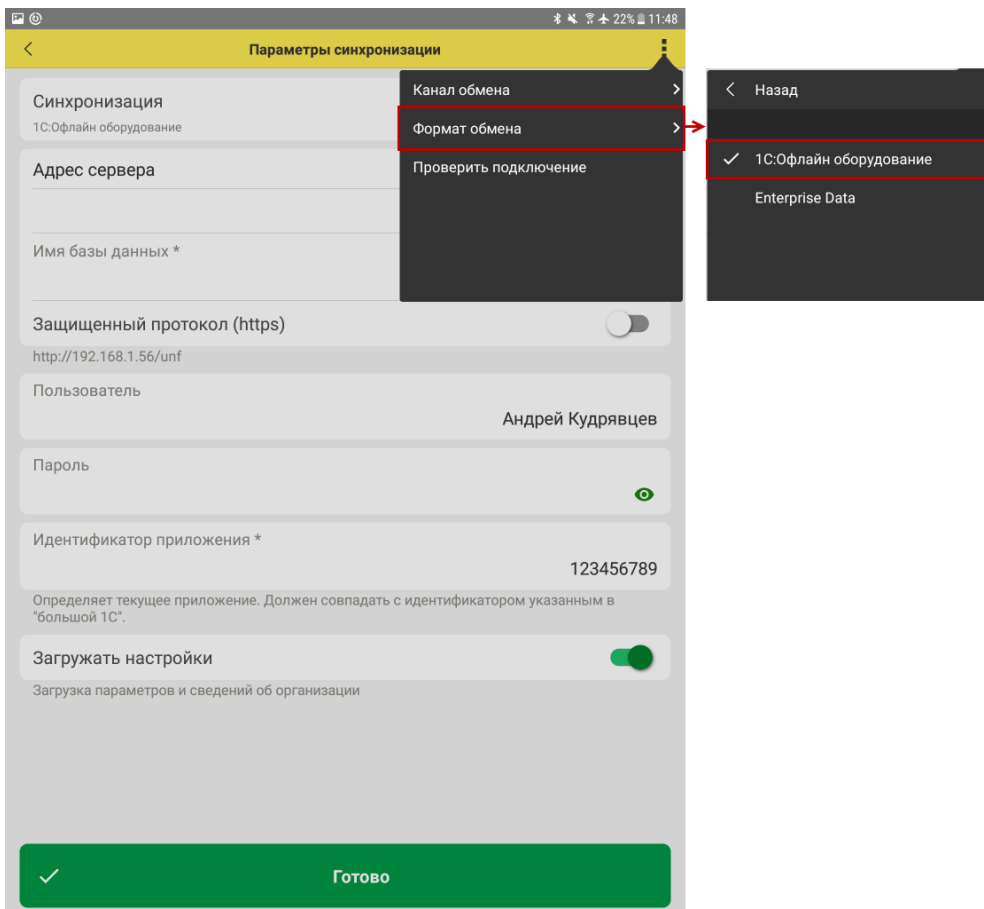 22% 11:48
Параметры синхронизации
Синхронизация
1С:Офлайн оборудование
Адрес сервера
Имя базы данных *
Защищенный протокол (https)
http://192.168.1.56/unf
Пользователь
Андрей Кудрявцев
Пароль
Идентификатор приложения *
123456789
Определяет текущее приложение. Должен совпадать с идентификатором указанным в
"большой 1С".
Загружать настройки
Загрузка параметров и сведений об организации
Готово
Канал обмена
Формат обмена
Проверить подключение
Назад
1С:Офлайн оборудование
Enterprise Data